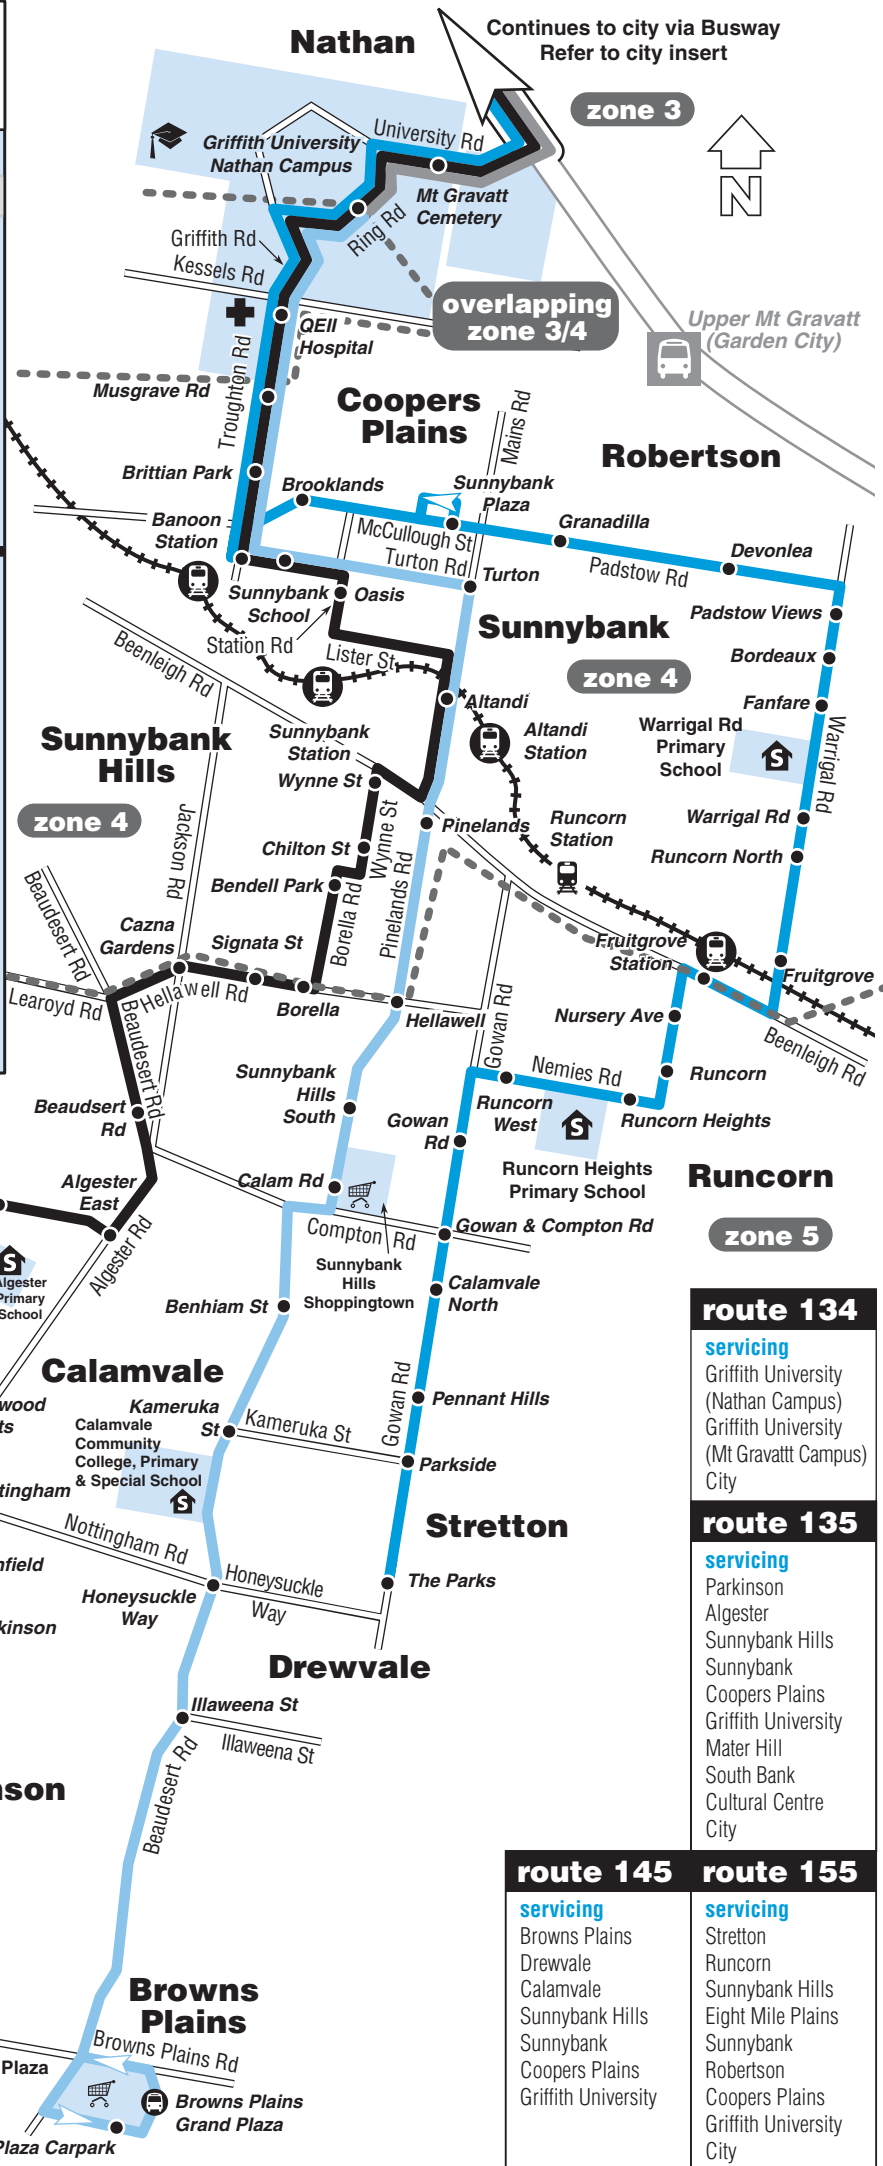 Nathan
Continues to city via Busway
Refer to city insert
zone 3
N
University Rd
Griffith University
Nathan Campus
Mt Gravatt
Cemetery
Ring Rd
Griffith Rd
Kessels Rd
overlapping
zone 3/4
QEII
Hospital
Upper Mt Gravatt
(Garden City)
Troughton Rd
Musgrave Rd
Coopers
Plains
Mains Rd
Robertson
Brittian Park
Brooklands
Sunnybank
Plaza
Banoon
Station
McCullough St
Granadilla
Turton Rd
Devonlea
Padstow Rd
Turton
Sunnybank
School
Oasis
Padstow Views
Sunnybank
Station Rd
Lister St
Beenleigh Rd
Bordeaux
zone 4
Altandi
Fanfare
Sunnybank
Hills
Sunnybank
Station
Altandi
Station
Warrigal Rd
Primary
School
S
Warrigal Rd
Wynne St
zone 4
Jackson Rd
Wynne St
Pinelands
Runcorn
Station
Warrigal Rd
Chilton St
Runcorn North
Bendell Park
Borella Rd
Pinelands Rd
Beaudesert Rd
Cazna
Gardens
Signata St
Fruitgrove
Station
Fruitgrove
Learoyd Rd
Hellawell Rd
Borella
Hellawell
Gowan Rd
Nursery Ave
Beenleigh Rd
Beaudesert Rd
Sunnybank
Hills
South
Nemies Rd
Runcorn
Beaudsert
Rd
Gowan
Rd
Runcorn
West
S
Runcorn Heights
Runcorn Heights
Primary School
Runcorn
Algester
East
Calam Rd
Algester Rd
Compton Rd
Gowan & Compton Rd
zone 5
S
Algester
Primary
School
Sunnybank
Hills
Shoppingtown
Calamvale
North
Benhiam St
route 134
servicing
Griffith University
(Nathan Campus)
Griffith University
(Mt Gravattt Campus)
City
Calamvale
Gowan Rd
Pennant Hills
wood
ts
Kameruka
St
Kameruka St
Calamvale
Community
College, Primary
& Special School
S
Parkside
tingham
route 135
servicing
Parkinson
Algester
Sunnybank Hills
Sunnybank
Coopers Plains
Griffith University
Mater Hill
South Bank
Cultural Centre
City
Stretton
Nottingham Rd
nfield
Honeysuckle
Way
Honeysuckle
Way
The Parks
kinson
Drewvale
Illaweena St
Illaweena St
nson
Beaudesert Rd
route 145
servicing
Browns Plains
Drewvale
Calamvale
Sunnybank Hills
Sunnybank
Coopers Plains
Griffith University
route 155
servicing
Stretton
Runcorn
Sunnybank Hills
Eight Mile Plains
Sunnybank
Robertson
Coopers Plains
Griffith University
City
Browns
Plains
Browns Plains Rd
Plaza
Browns Plains
Grand Plaza
Plaza Carpark